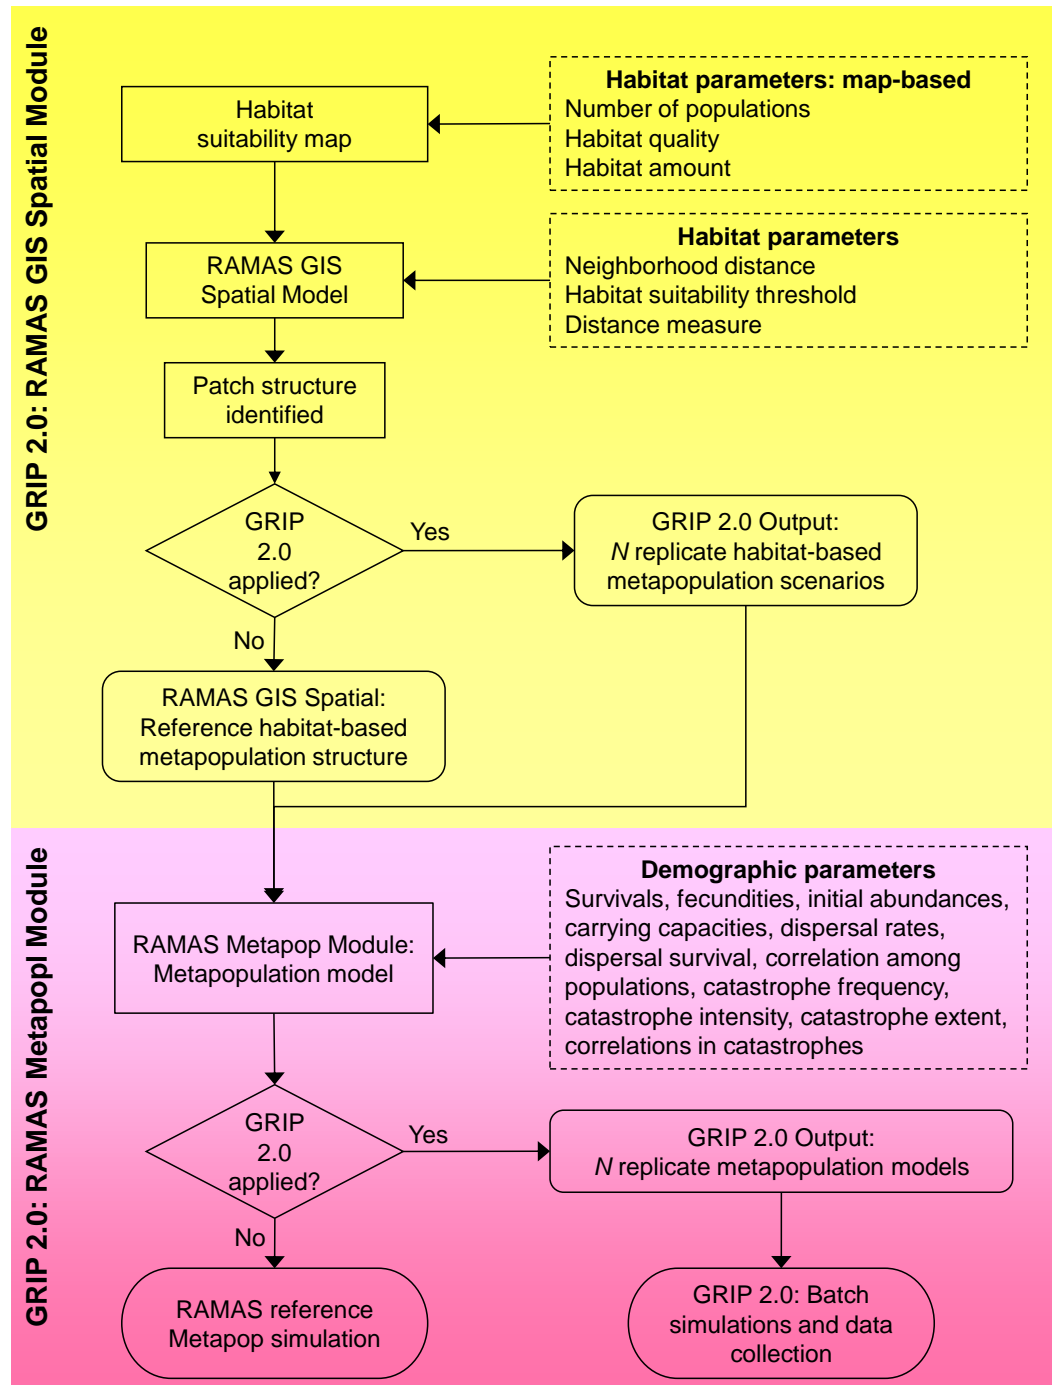 GRIP 2.0: RAMAS GIS Spatial Module
Habitat
suitability map
Habitat parameters: map-based
Number of populations
Habitat quality
Habitat amount
RAMAS GIS
Spatial Model
Habitat parameters
Neighborhood distance
Habitat suitability threshold
Distance measure
Patch structure
identified
GRIP
2.0
applied?
Yes
GRIP 2.0 Output:
N replicate habitat-based
metapopulation scenarios
No
RAMAS GIS Spatial:
Reference habitat-based
metapopulation structure
GRIP 2.0: RAMAS Metapopl Module
RAMAS Metapop Module:
Metapopulation model
Demographic parameters
Survivals, fecundities, initial abundances,
carrying capacities, dispersal rates,
dispersal survival, correlation among
populations, catastrophe frequency,
catastrophe intensity, catastrophe extent,
correlations in catastrophes
GRIP
2.0
applied?
Yes
GRIP 2.0 Output:
N replicate metapopulation models
No
RAMAS reference
Metapop simulation
GRIP 2.0: Batch
simulations and data
collection